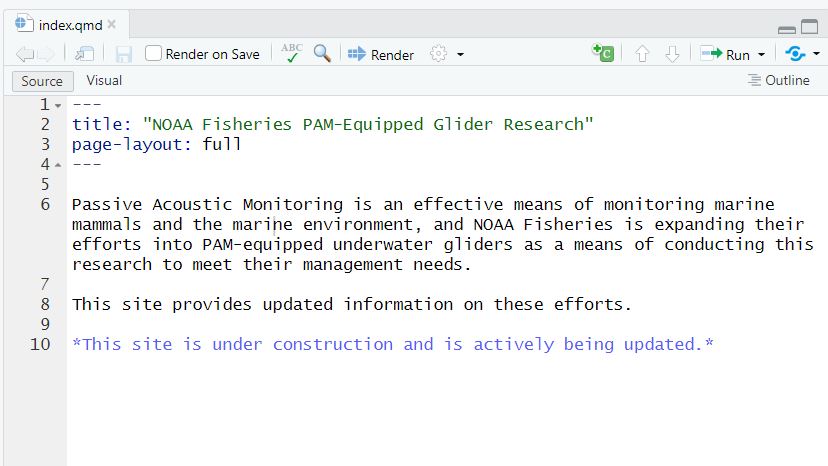 index.qmd
Render on Save ABC Render Run
Source Visual Outline
1 ---
2 title: "NOAA Fisheries PAM-Equipped Glider Research"
3 page-layout: full
4 ---
5
6 Passive Acoustic Monitoring is an effective means of monitoring marine
mammals and the marine environment, and NOAA Fisheries is expanding their
efforts into PAM-equipped underwater gliders as a means of conducting this
research to meet their management needs.
7
8 This site provides updated information on these efforts.
9
10 *This site is under construction and is actively being updated.*